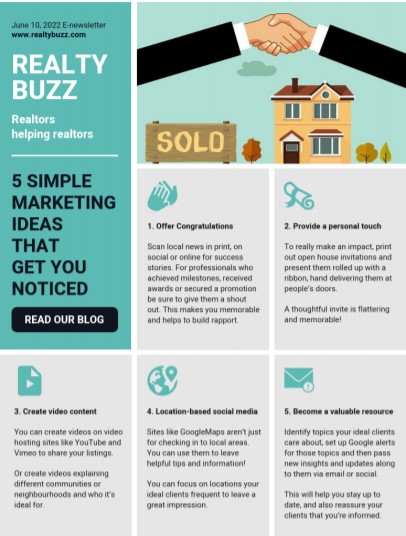 June 10, 2022 E-newsletter
www.realtybuzz.com
REALTY
BUZZ
Realtors
helping realtors
5 SIMPLE
MARKETING
IDEAS
THAT
GET YOU
NOTICED
READ OUR BLOG
SOLD
1. Offer Congratulations
Scan local news in print, on
social or online for success
stories. For professionals who
achieved milestones, received
awards or secured a promotion
be sure to give them a shout
out. This makes you memorable
and helps to build rapport.
2. Provide a personal touch
To really make an impact, print
out open house invitations and
present them rolled up with a
ribbon, hand delivering them at
people's doors.
A thoughtful invite is flattering
and memorable!
3. Create video content
You can create videos on video
hosting sites like YouTube and
Vimeo to share your listings.
Or create videos explaining
different communities or
neighbourhoods and who it's
ideal for.
4. Location-based social media
Sites like GoogleMaps aren't just
for checking in to local areas.
You can use them to leave
helpful tips and information!
You can focus on locations your
ideal clients frequent to leave a
great impression.
5. Become a valuable resource
Identify topics your ideal clients
care about, set up Google alerts
for those topics and then pass
new insights and updates along
to them via email or social.
This will help you stay up to
date, and also reassure your
clients that you're informed.